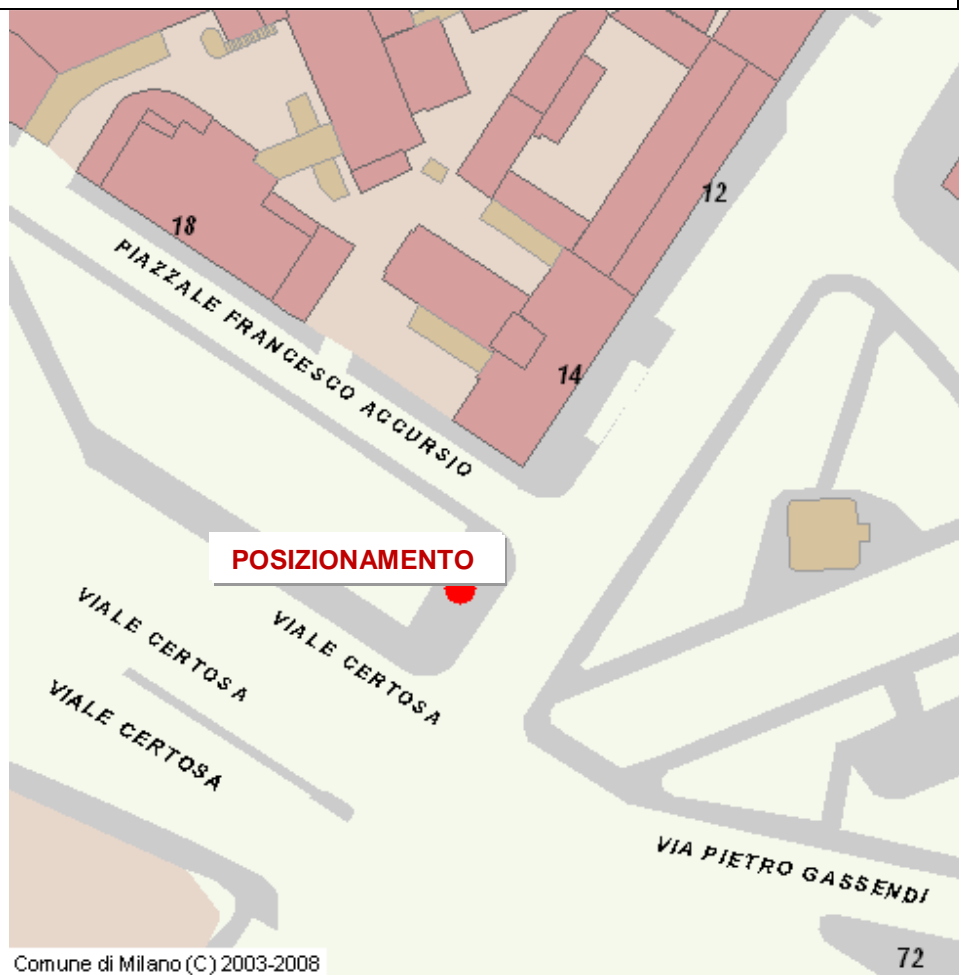 12
18
PIAZZALE FRANCESCO ACCURSIO
14
POSIZIONAMENTO
VIALE CERTOSA
VIALE CERTOSA
VIALE CERTOSA
VIA PIETRO GASSENDI
72
Comune di Milano (C) 2003-2008